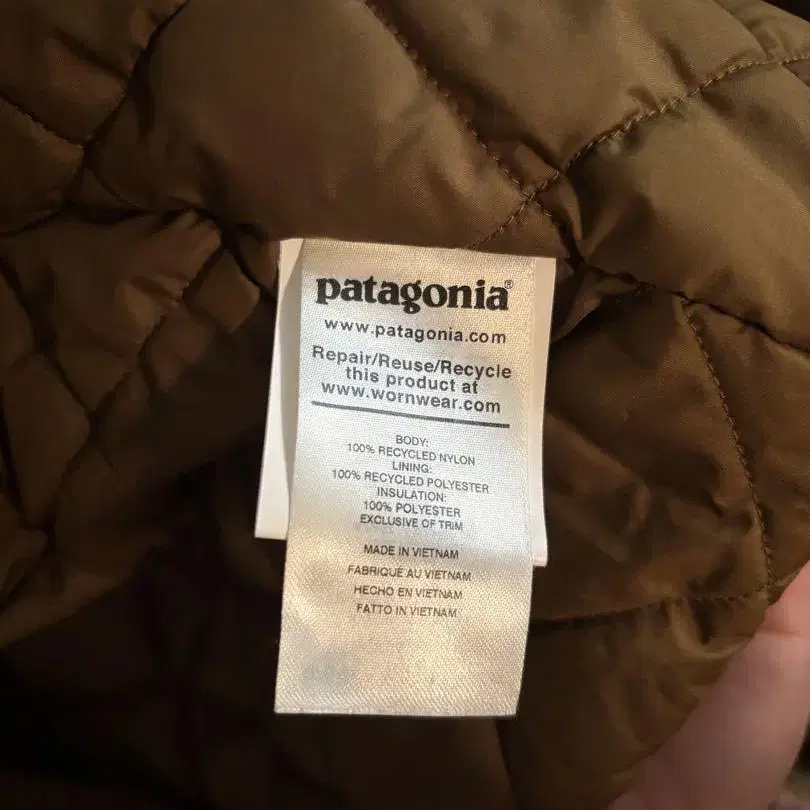 patagonia®
www.patagonia.com
Repair/Reuse/Recycle
this product at
www.wornwear.com
BODY:
100% RECYCLED NYLON
LINING:
100% RECYCLED POLYESTER
INSULATION:
100% POLYESTER
EXCLUSIVE OF TRIM
MADE IN VIETNAM
FABRIQUÉ AU VIETNAM
HECHO EN VIETNAM
FATTO IN VIETNAM